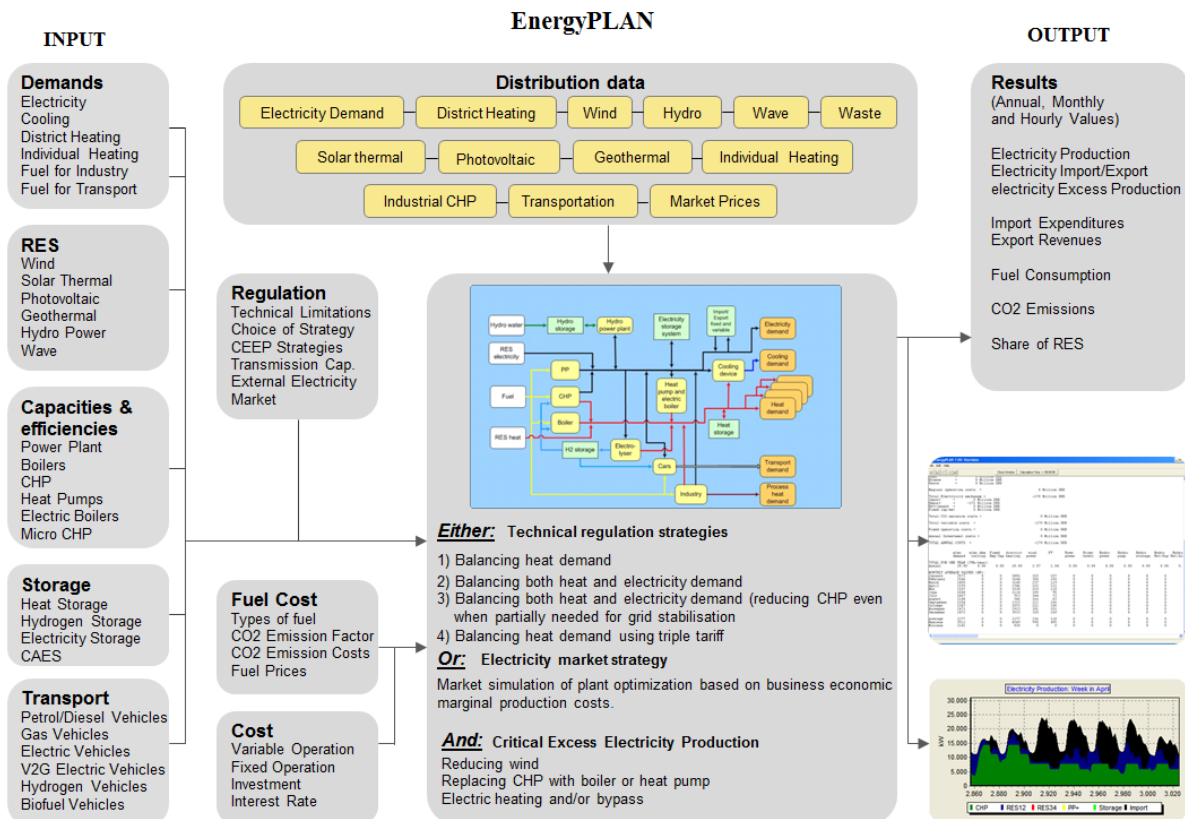 EnergyPLAN
INPUT
OUTPUT
Demands
Electricity
Cooling
District Heating
Individual Heating
Fuel for Industry
Fuel for Transport
RES
Wind
Solar Thermal
Photovoltaic
Geothermal
Hydro Power
Wave
Capacities &
efficiencies
Power Plant
Boilers
CHP
Heat Pumps
Electric Boilers
Micro CHP
Storage
Heat Storage
Hydrogen Storage
Electricity Storage
CAES
Transport
Petrol/Diesel Vehicles
Gas Vehicles
Electric Vehicles
V2G Electric Vehicles
Hydrogen Vehicles
Biofuel Vehicles
Regulation
Technical Limitations
Choice of Strategy
CEEP Strategies
Transmission Cap.
External Electricity
Market
Fuel Cost
Types of fuel
CO2 Emission Factor
CO2 Emission Costs
Fuel Prices
Cost
Variable Operation
Fixed Operation
Investment
Interest Rate
Distribution data
Electricity Demand
District Heating
Wind
Hydro
Wave
Waste
Solar thermal
Photovoltaic
Geothermal
Individual Heating
Industrial CHP
Transportation
Market Prices
Hydro water
Hydro
storage
Hydro
power plant
Electricity
storage
system
Import/
Export
fixed and
variable
Electricity
demand
RES
electricity
PP
Cooling
device
Cooling
demand
Fuel
CHP
Heat
pump and
electric
boiler
Heat
demand
Boiler
RES heat
Heat
storage
H2 storage
Electro-
lyser
Cars
Transport
demand
Industry
Process
heat
demand
Either: Technical regulation strategies
1) Balancing heat demand
2) Balancing both heat and electricity demand
3) Balancing both heat and electricity demand (reducing CHP even
when partially needed for grid stabilisation
4) Balancing heat demand using triple tariff
Or: Electricity market strategy
Market simulation of plant optimization based on business economic
marginal production costs.
And: Critical Excess Electricity Production
Reducing wind
Replacing CHP with boiler or heat pump
Electric heating and/or bypass
Results
(Annual, Monthly
and Hourly Values)
Electricity Production
Electricity Import/Export
electricity Excess Production
Import Expenditures
Export Revenues
Fuel Consumption
CO2 Emissions
Share of RES
Electricity Production: Week in April
kW
30.000
25.000
20.000
15.000
10.000
5.000
0
2.860 2.880 2.900 2.920 2.940 2.960 2.980 3.000 3.020
CHP RES12 RES34 PP+ Storage Import